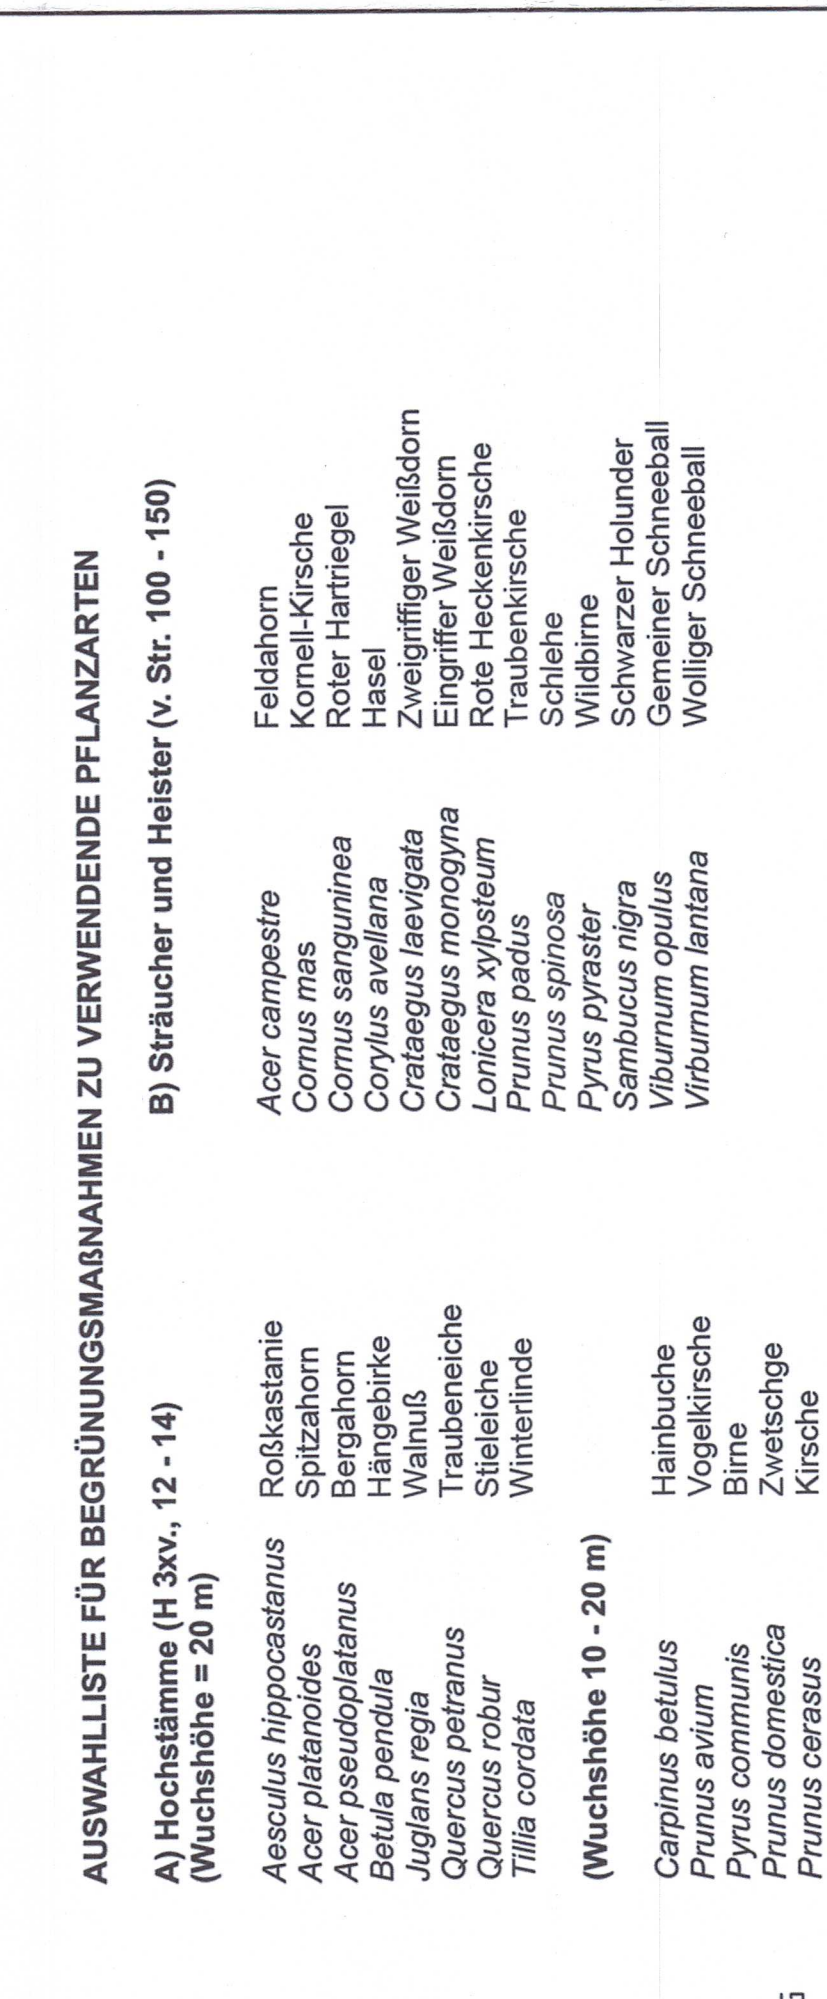 AUSWAHLLISTE FÜR BEGRÜNUNGSMAßNAHMEN ZU VERWENDENDE PFLANZARTEN
A) Hochstämme (H 3xv., 12 - 14)
(Wuchshöhe = 20 m)
Aesculus hippocastanus Roßkastanie
Acer platanoides Spitzahorn
Acer pseudoplatanus Bergahorn
Betula pendula Hängebirke
Juglans regia Walnuß
Quercus petranus Traubeneiche
Quercus robur Stieleiche
Tillia cordata Winterlinde
(Wuchshöhe 10 - 20 m)
Carpinus betulus Hainbuche
Prunus avium Vogelkirsche
Pyrus communis Birne
Prunus domestica Zwetschge
Prunus cerasus Kirsche
B) Sträucher und Heister (v. Str. 100 - 150)
Acer campestre Feldahorn
Cornus mas Kornell-Kirsche
Cornus sanguninea Roter Hartriegel
Corylus avellana Hasel
Crataegus laevigata Zweigriffiger Weißdorn
Crataegus monogyna Eingriffer Weißdorn
Lonicera xylpsteum Rote Heckenkirsche
Prunus padus Traubenkirsche
Prunus spinosa Schlehe
Pyrus pyraster Wildbirne
Sambucus nigra Schwarzer Holunder
Viburnum opulus Gemeiner Schneeball
Virburnum lantana Wolliger Schneeball